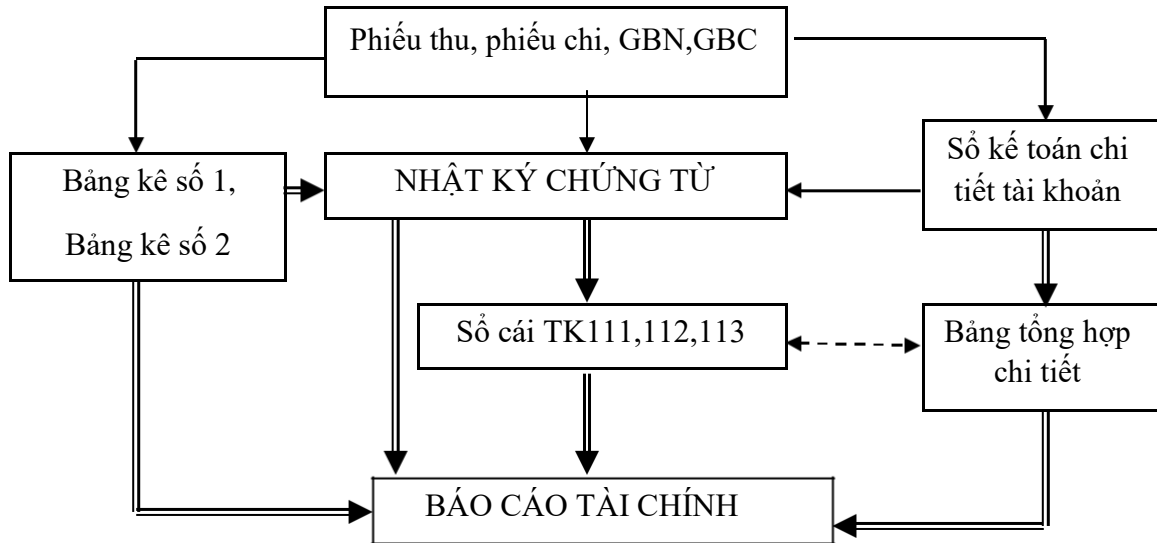 Phiếu thu, phiếu chi, GBN,GBC
Bảng kê số 1,
Bảng kê số 2
NHẬT KÝ CHỨNG TỪ
Sổ kế toán chi
tiết tài khoản
Sổ cái TK111,112,113
Bảng tổng hợp
chi tiết
BÁO CÁO TÀI CHÍNH